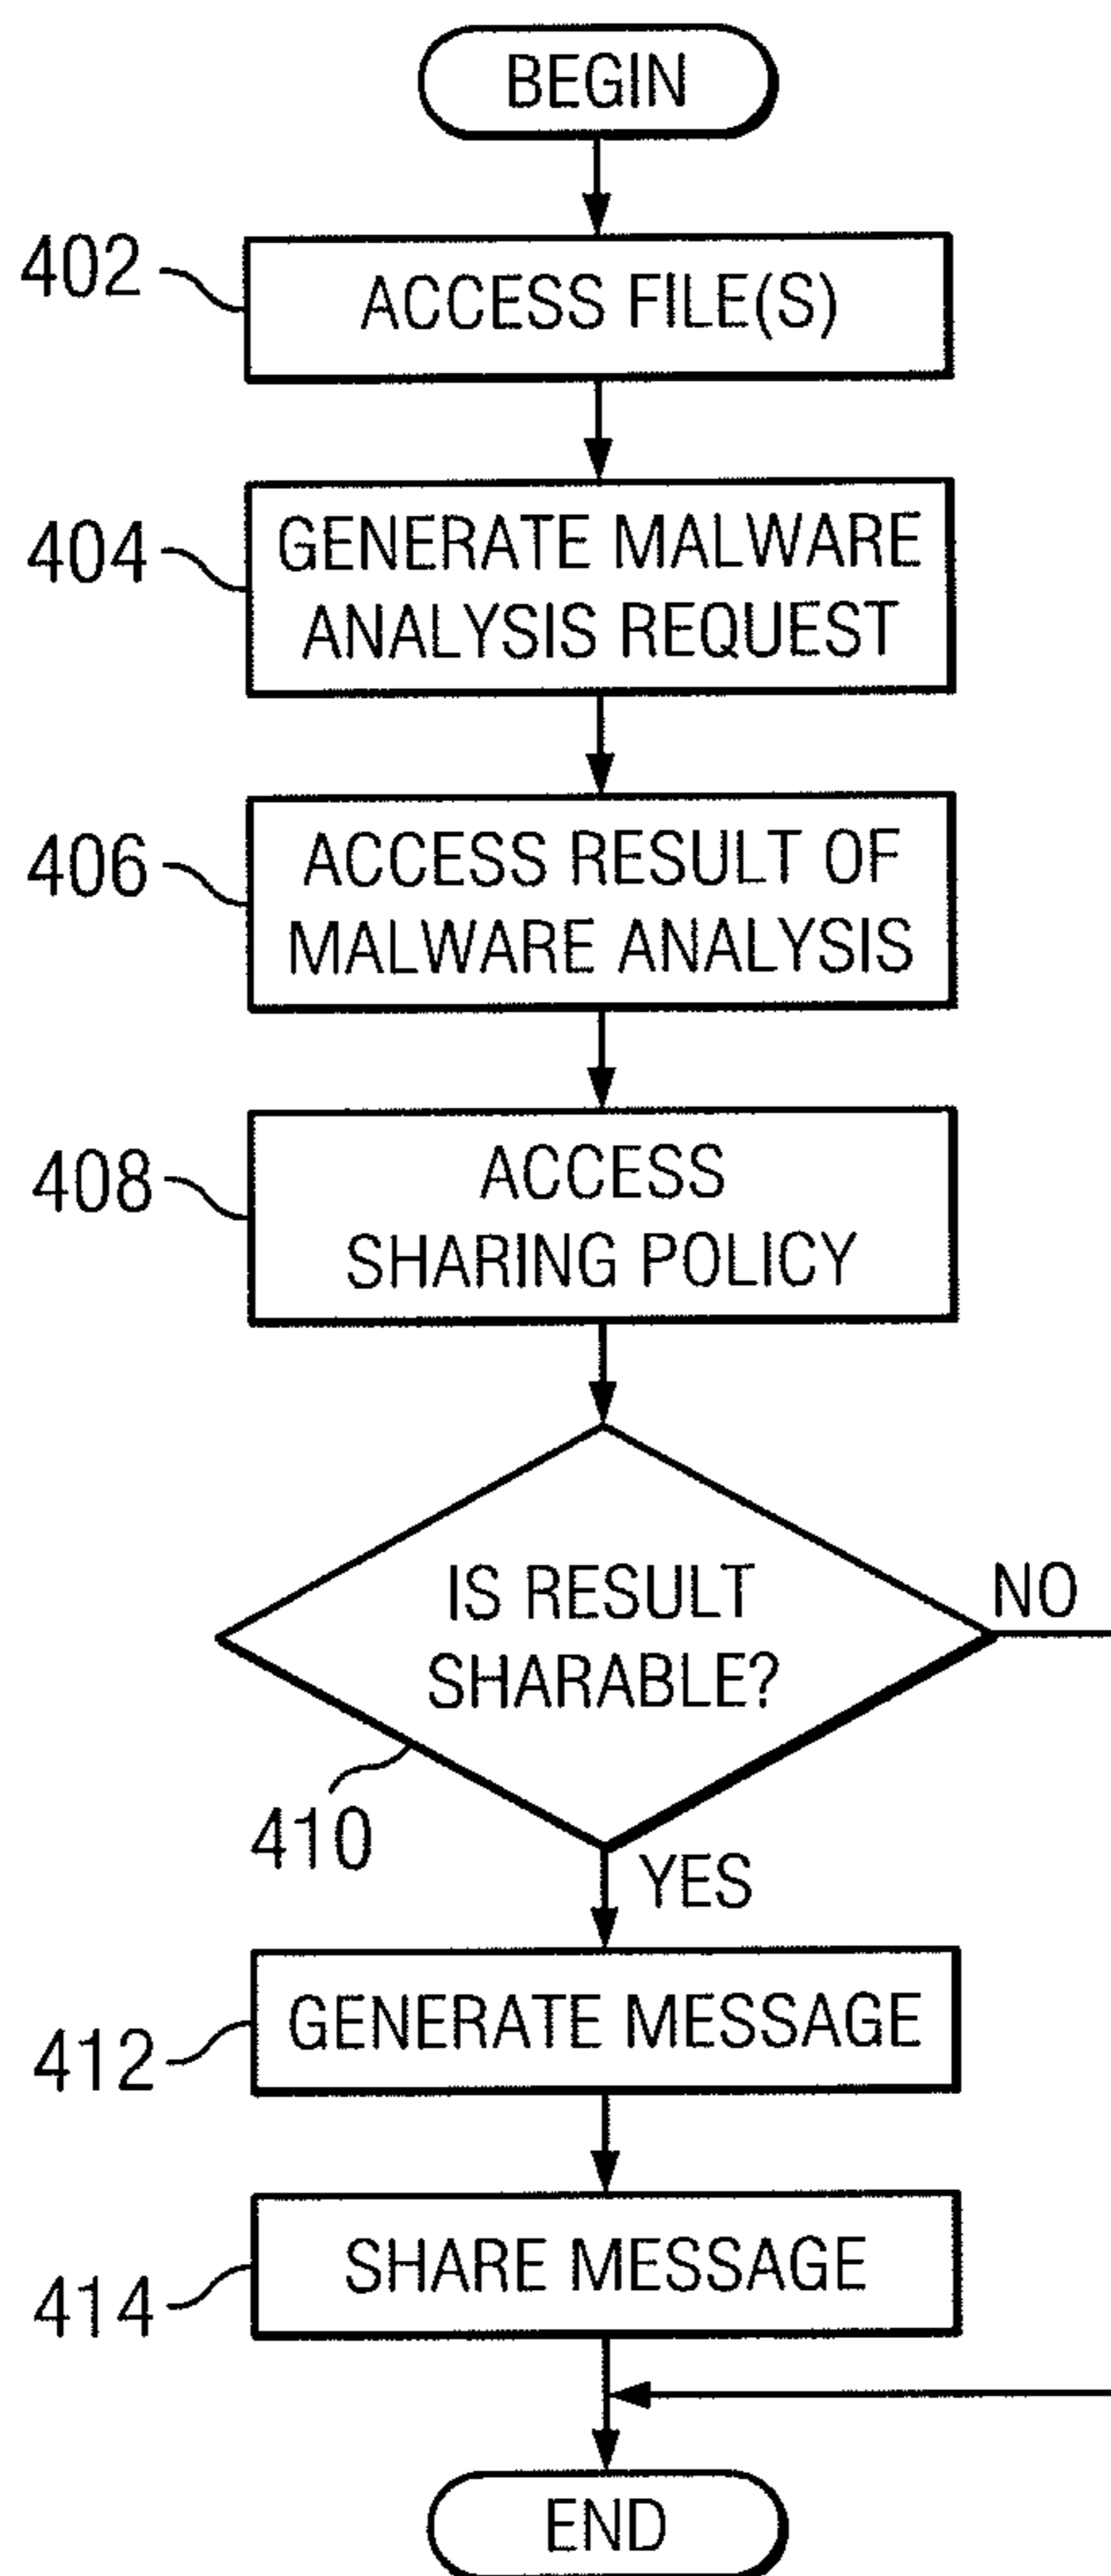 BEGIN
402
ACCESS FILE(S)
404
GENERATE MALWARE
ANALYSIS REQUEST
406
ACCESS RESULT OF
MALWARE ANALYSIS
408
ACCESS
SHARING POLICY
IS RESULT
SHARABLE?
NO
410
YES
412
GENERATE MESSAGE
414
SHARE MESSAGE
END